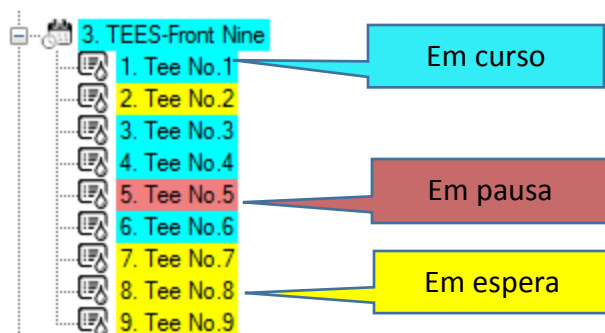 3. TEES-Front Nine
1. Tee No.1
2. Tee No.2
3. Tee No.3
4. Tee No.4
5. Tee No.5
6. Tee No.6
7. Tee No.7
8. Tee No.8
9. Tee No.9
Em curso
Em pausa
Em espera